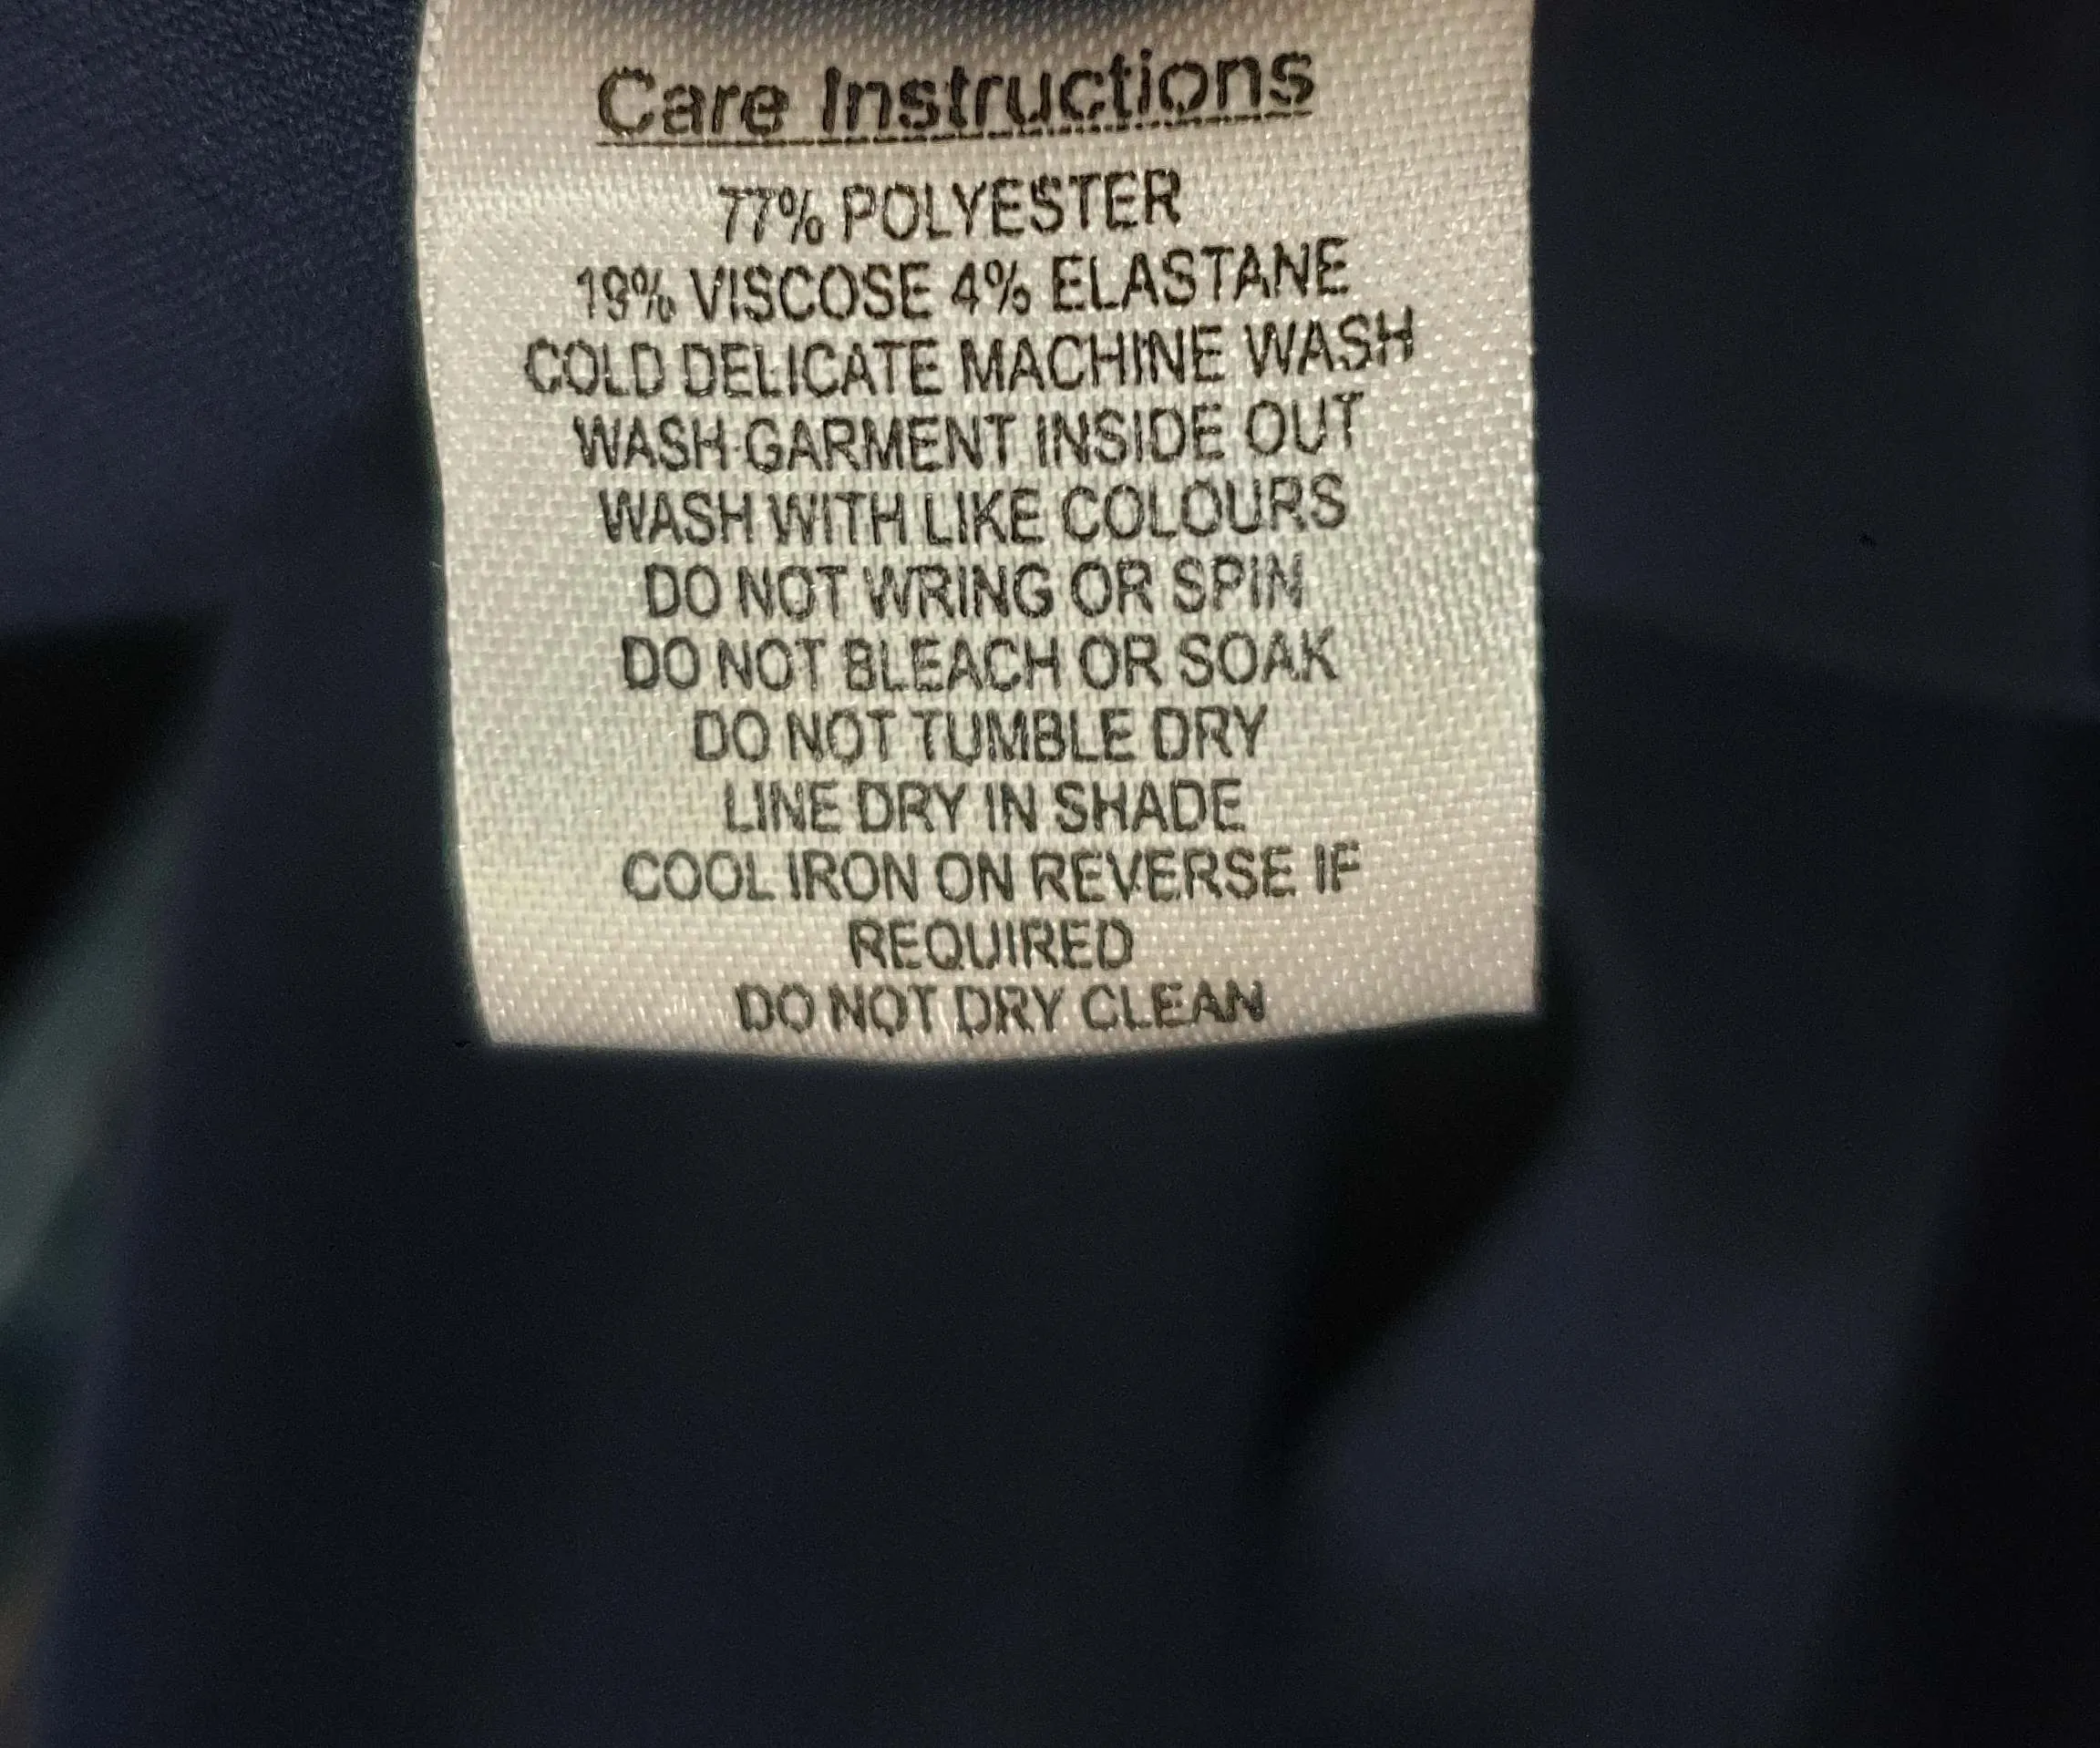 Care Instructions
77% POLYESTER
19% VISCOSE 4% ELASTANE
COLD DELICATE MACHINE WASH
WASH GARMENT INSIDE OUT
WASH WITH LIKE COLOURS
DO NOT WRING OR SPIN
DO NOT BLEACH OR SOAK
DO NOT TUMBLE DRY
LINE DRY IN SHADE
COOL IRON ON REVERSE IF
REQUIRED
DO NOT DRY CLEAN